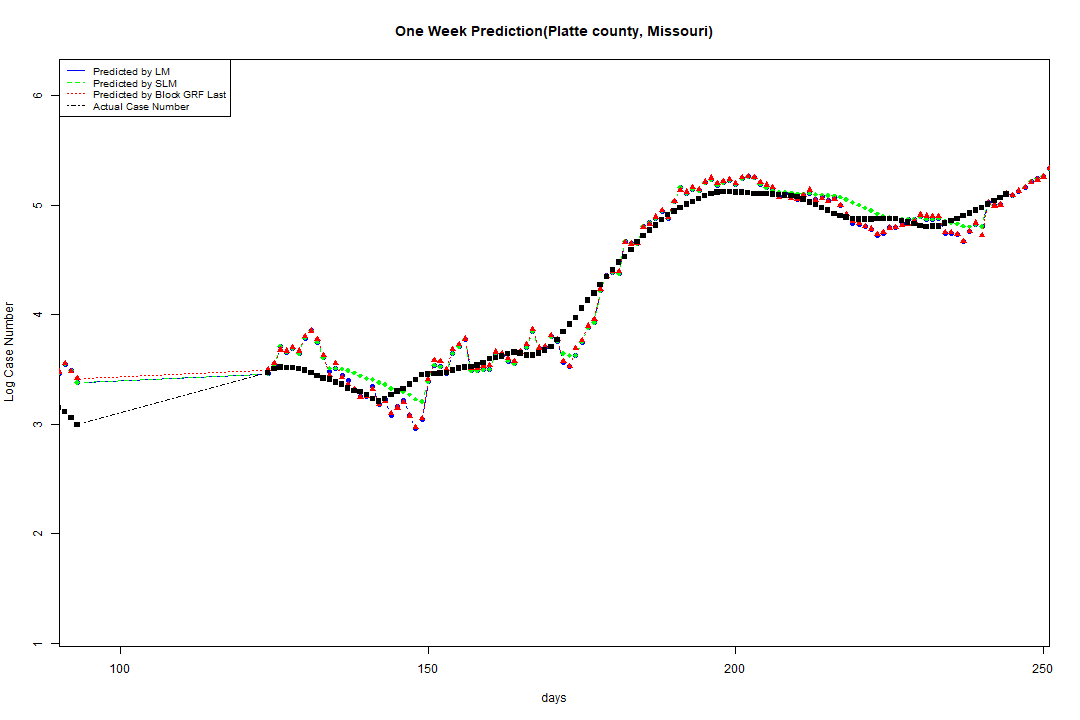 One Week Prediction(Platte county, Missouri)
Predicted by LM
Predicted by SLM
Predicted by Block GRF Last
Actual Case Number
6
5
4
3
2
1
Log Case Number
100 150 200 250
days